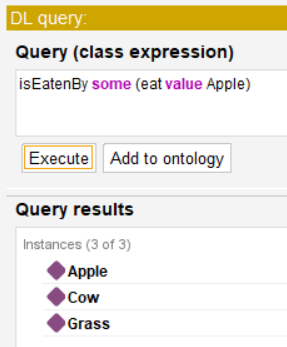 DL query:
Query (class expression)
isEatenBy some (eat value Apple)
Execute Add to ontology
Query results
Instances (3 of 3)
Apple
Cow
Grass